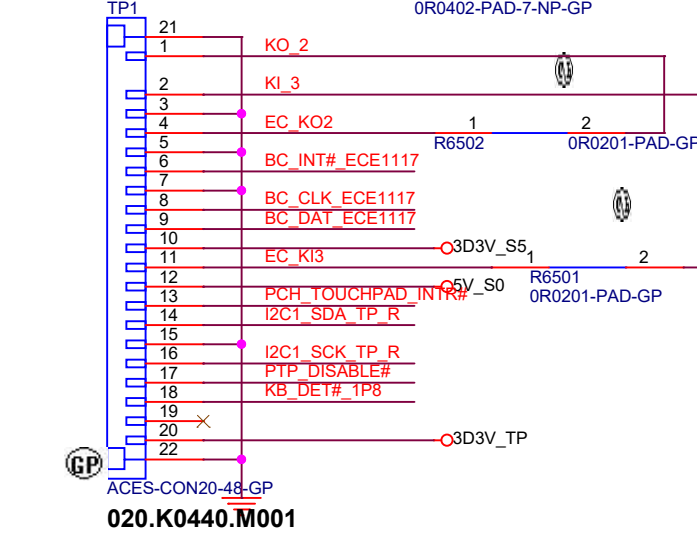 TP1
0R0402-PAD-7-NP-GP
21
1
KO_2
2
KI_3
3
4
EC_KO2
1
2
R6502
0R0201-PAD-GP
5
6
BC_INT#_ECE1117
7
8
BC_CLK_ECE1117
9
BC_DAT_ECE1117
10
3D3V_S5
11
EC_KI3
1
2
R6501
0R0201-PAD-GP
12
5V_S0
13
PCH_TOUCHPAD_INTR#
14
I2C1_SDA_TP_R
15
16
I2C1_SCK_TP_R
17
PTP_DISABLE#
18
KB_DET#_1P8
19
20
3D3V_TP
22
GP
ACES-CON20-48-GP
020.K0440.M001